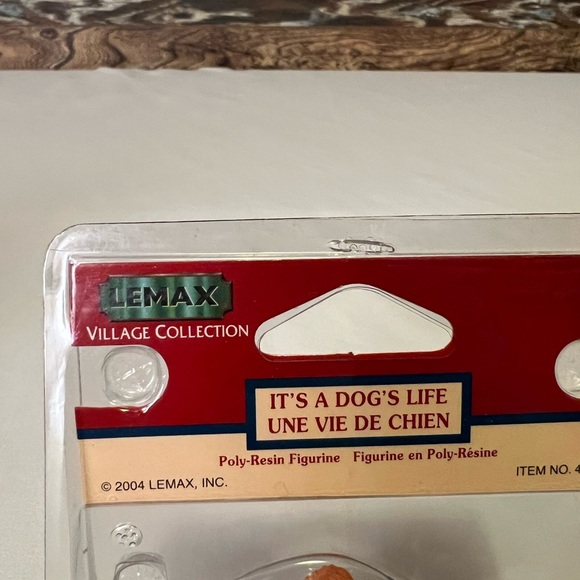 LEMAX
VILLAGE COLLECTION
IT'S A DOG'S LIFE
UNE VIE DE CHIEN
Poly-Resin Figurine Figurine en Poly-Résine
© 2004 LEMAX, INC.
ITEM NO. 4